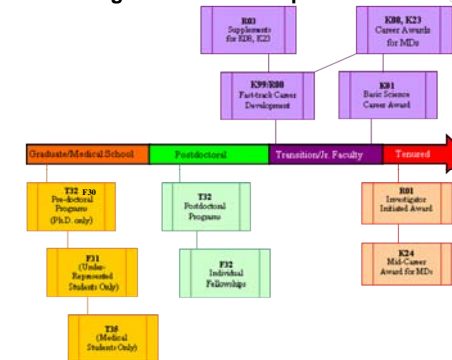 R03
Supplements
for K08, K23
K08, K23
Career Awards
for MDs
K99/R00
Fast-track Career
Development
K01
Basic Science
Career Award
Graduate/Medical School
Postdoctoral
Transition/Jr. Faculty
Tenured
T32 F30
Pre-doctoral
Programs
(Ph.D. only)
T32
Postdoctoral
Programs
R01
Investigator
Initiated Award
F31
(Under-
Represented
Students Only)
F32
Individual
Fellowships
K24
Mid-Career
Award for MDs
T35
(Medical
Students Only)